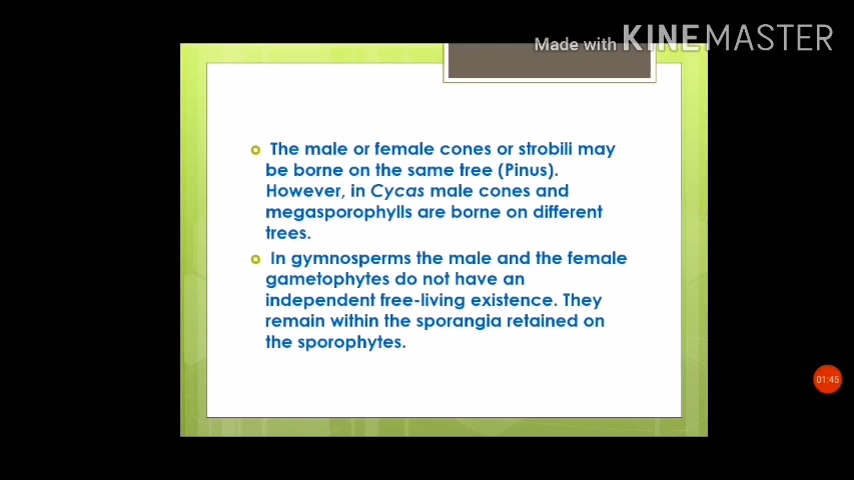 Made with KINEMASTER
The male or female cones or strobili may
be borne on the same tree (Pinus).
However, in Cycas male cones and
megasporophylls are borne on different
trees.
In gymnosperms the male and the female
gametophytes do not have an
independent free-living existence. They
remain within the sporangia retained on
the sporophytes.
01:45